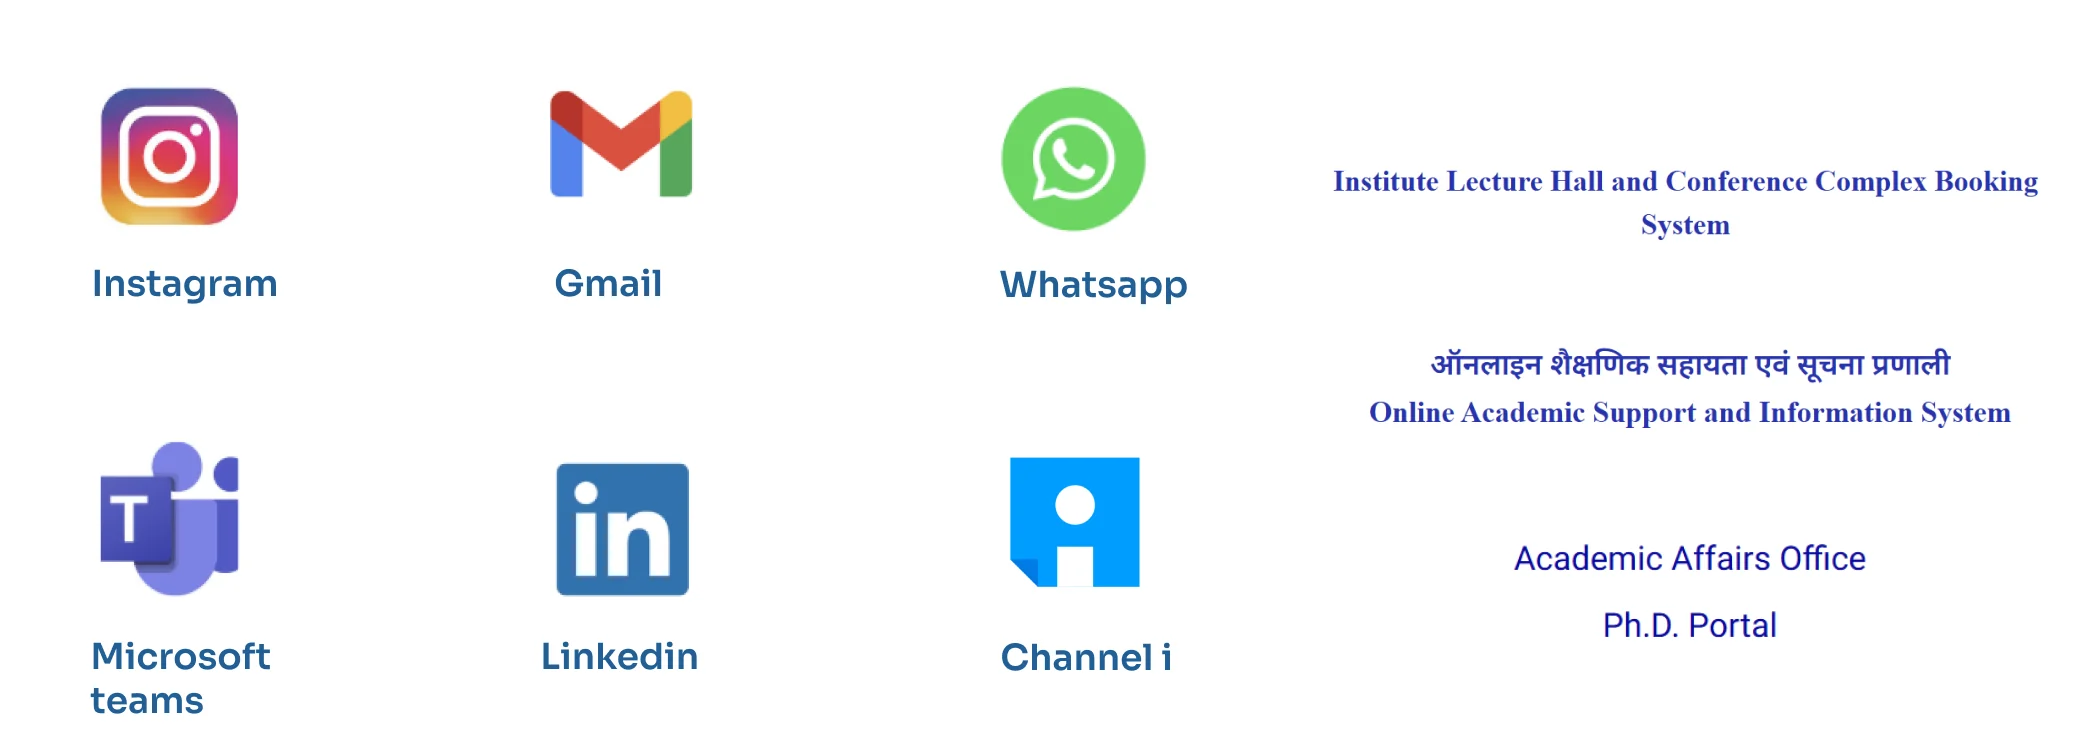 Instagram
Gmail
Whatsapp
Institute Lecture Hall and Conference Complex Booking
System
ऑनलाइन शैक्षणिक सहायता एवं सूचना प्रणाली
Online Academic Support and Information System
T
in
Microsoft
teams
Linkedin
Channel i
Academic Affairs Office
Ph.D. Portal